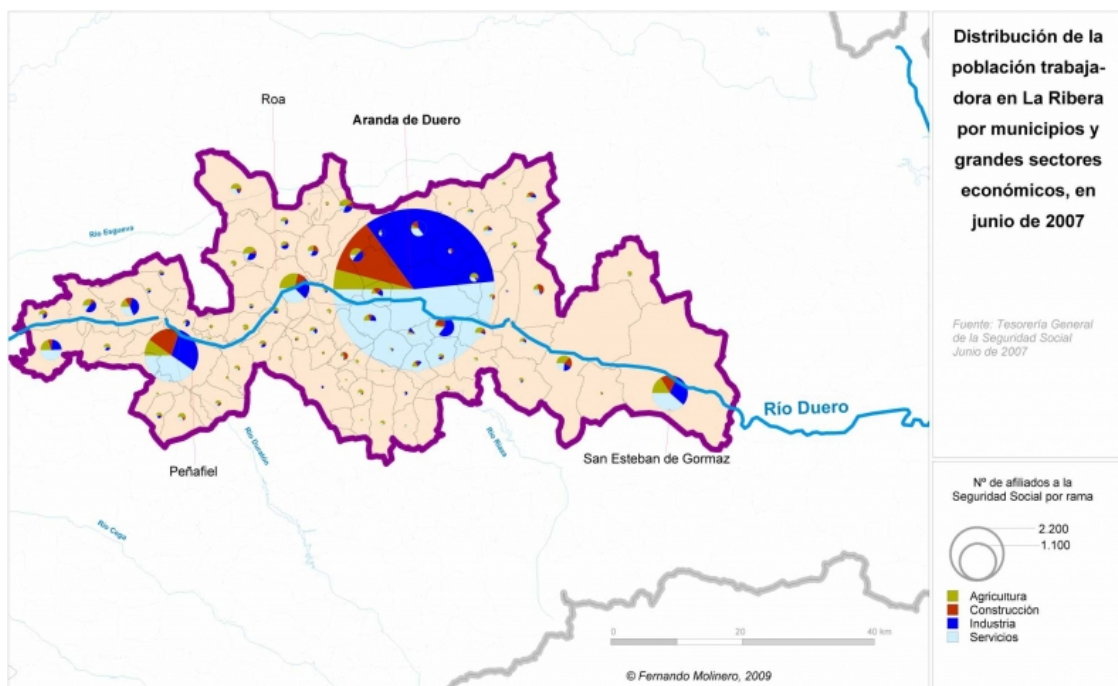 Distribución de la
población trabaja-
dora en La Ribera
por municipios y
grandes sectores
económicos, en
junio de 2007
Roa
Aranda de Duero
Río Esgueva
Fuente: Tesorería General
de la Seguridad Social
Junio de 2007
Río Duero
Río Duratón
Río Riaza
San Esteban de Gormaz
Peñafiel
Río Cega
Nº de afiliados a la
Seguridad Social por rama
2.200
1.100
Agricultura
Construcción
Industria
Servicios
0 20 40 km
© Fernando Molinero, 2009